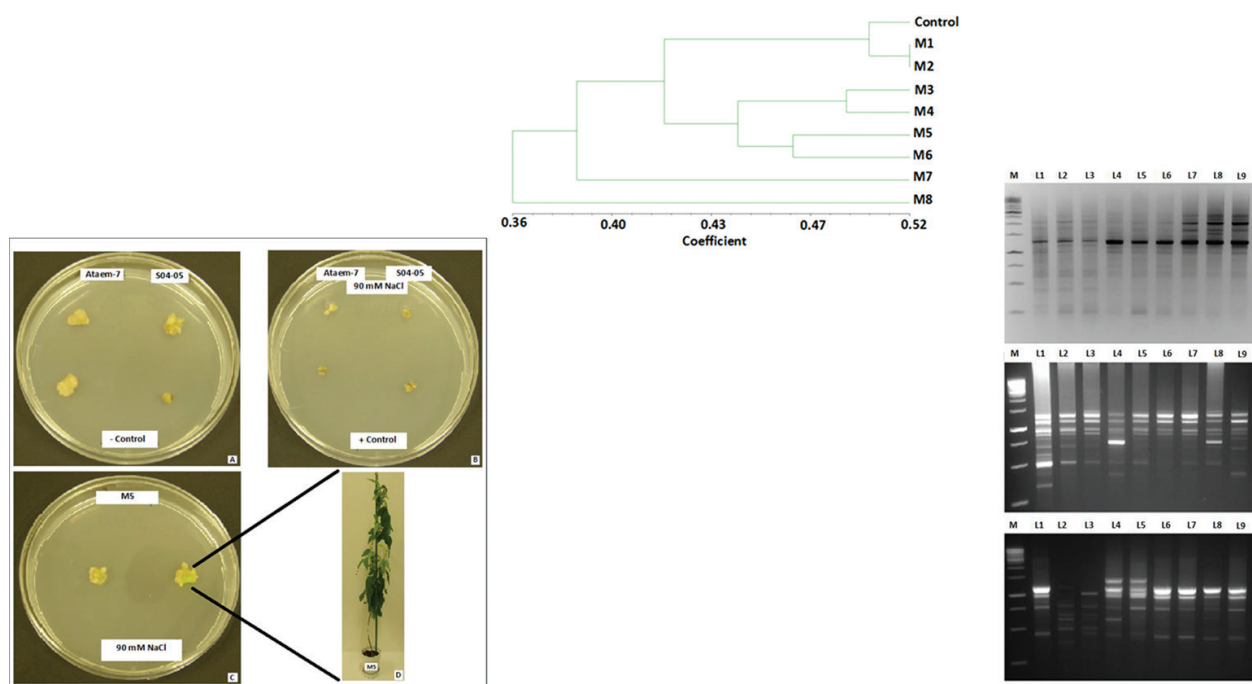 Control
M1
M2
M3
M4
M5
M6
M7
M8
0.36 0.40 0.43 0.47 0.52
Coefficient
Ataem-7 S04-05
- Control
A
Ataem-7 S04-05
90 mM NaCl
+ Control
B
M5
90 mM NaCl
C
M5
D
M L1 L2 L3 L4 L5 L6 L7 L8 L9
M L1 L2 L3 L4 L5 L6 L7 L8 L9
M L1 L2 L3 L4 L5 L6 L7 L8 L9